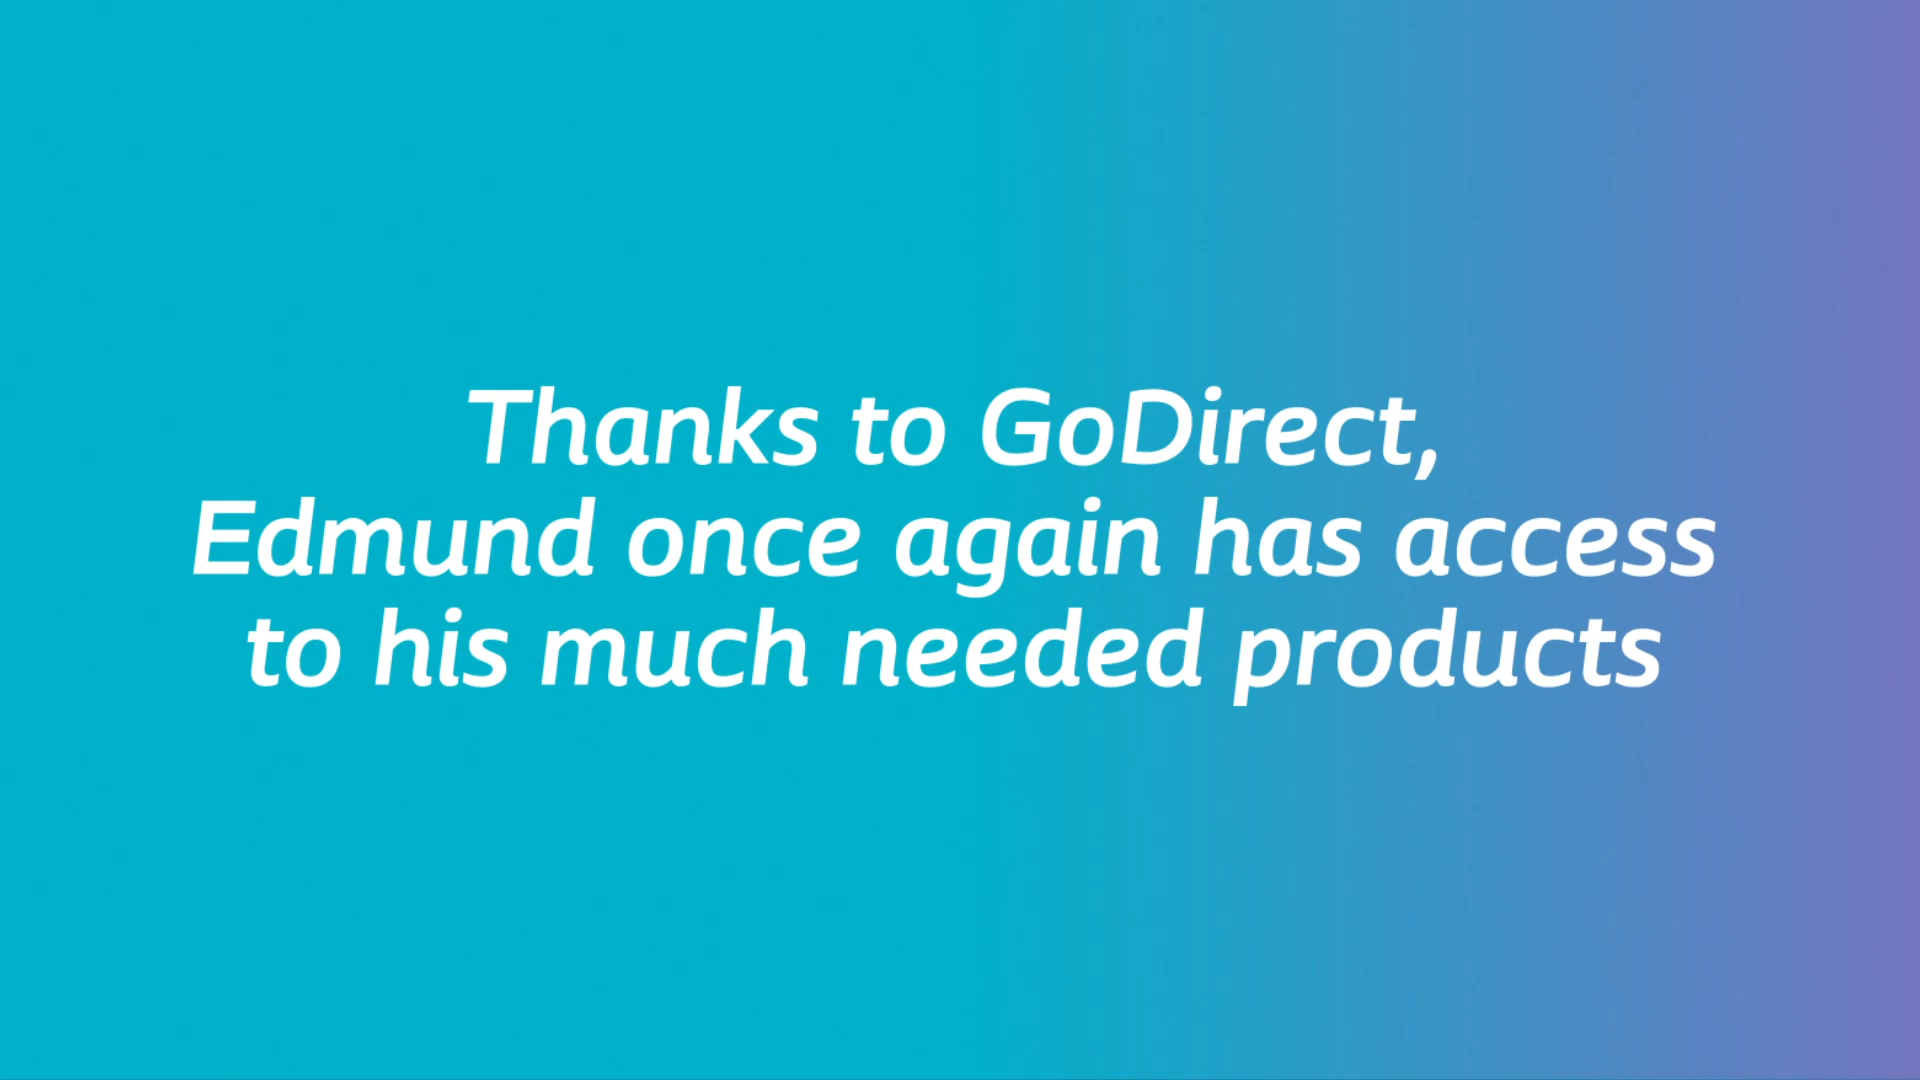 Thanks to GoDirect,
Edmund once again has access
to his much needed products